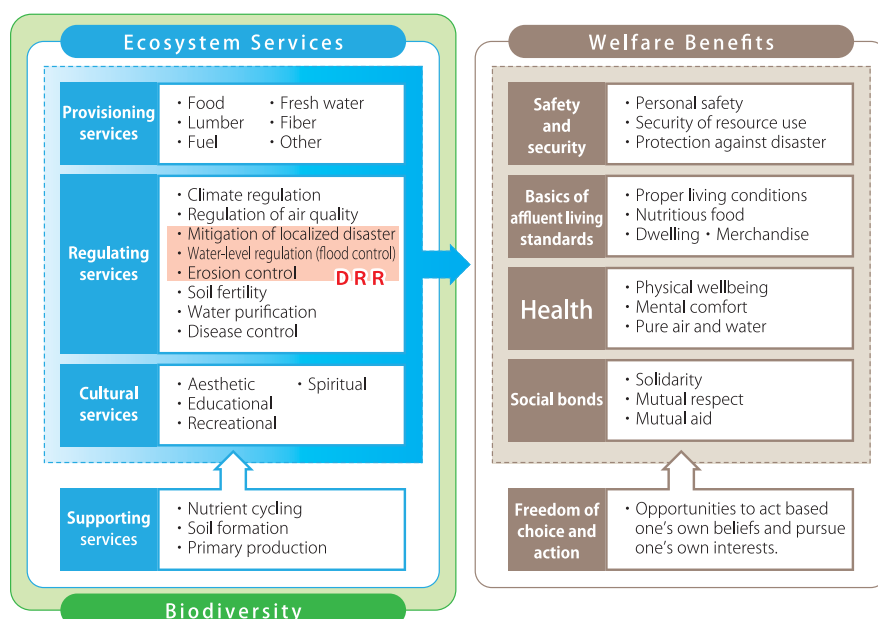 Ecosystem Services
Provisioning
services
・Food ・Fresh water
・Lumber ・Fiber
・Fuel ・Other
Regulating
services
・Climate regulation
・Regulation of air quality
・Mitigation of localized disaster
・Water-level regulation (flood control)
・Erosion control
DRR
・Soil fertility
・Water purification
・Disease control
Cultural
services
・Aesthetic ・Spiritual
・Educational
・Recreational
Supporting
services
・Nutrient cycling
・Soil formation
・Primary production
Biodiversity
Welfare Benefits
Safety
and
security
・Personal safety
・Security of resource use
・Protection against disaster
Basics of
affluent living
standards
・Proper living conditions
・Nutritious food
・Dwelling・Merchandise
Health
・Physical wellbeing
・Mental comfort
・Pure air and water
Social bonds
・Solidarity
・Mutual respect
・Mutual aid
Freedom of
choice and
action
・Opportunities to act based
one's own beliefs and pursue
one's own interests.